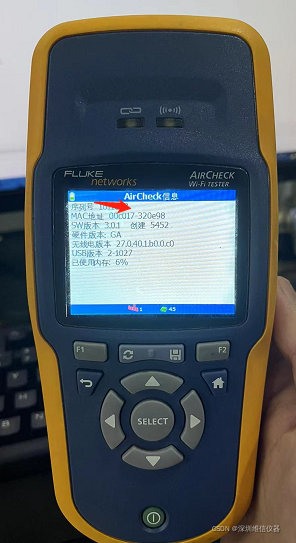 FLUKE
networks
AIRCHECK
Wi-Fi TESTER
AirCheck信息
序列号
MAC地址: 00c017-320e98
SW版本: 3.0.1 创建 5452
硬件版本: GA
无线电版本: 27.0.40.1.b0.0.c0
USB版本: 2-1027
已使用内存: 6%
1
45
F1
F2
SELECT
CSDN @深圳维信仪器